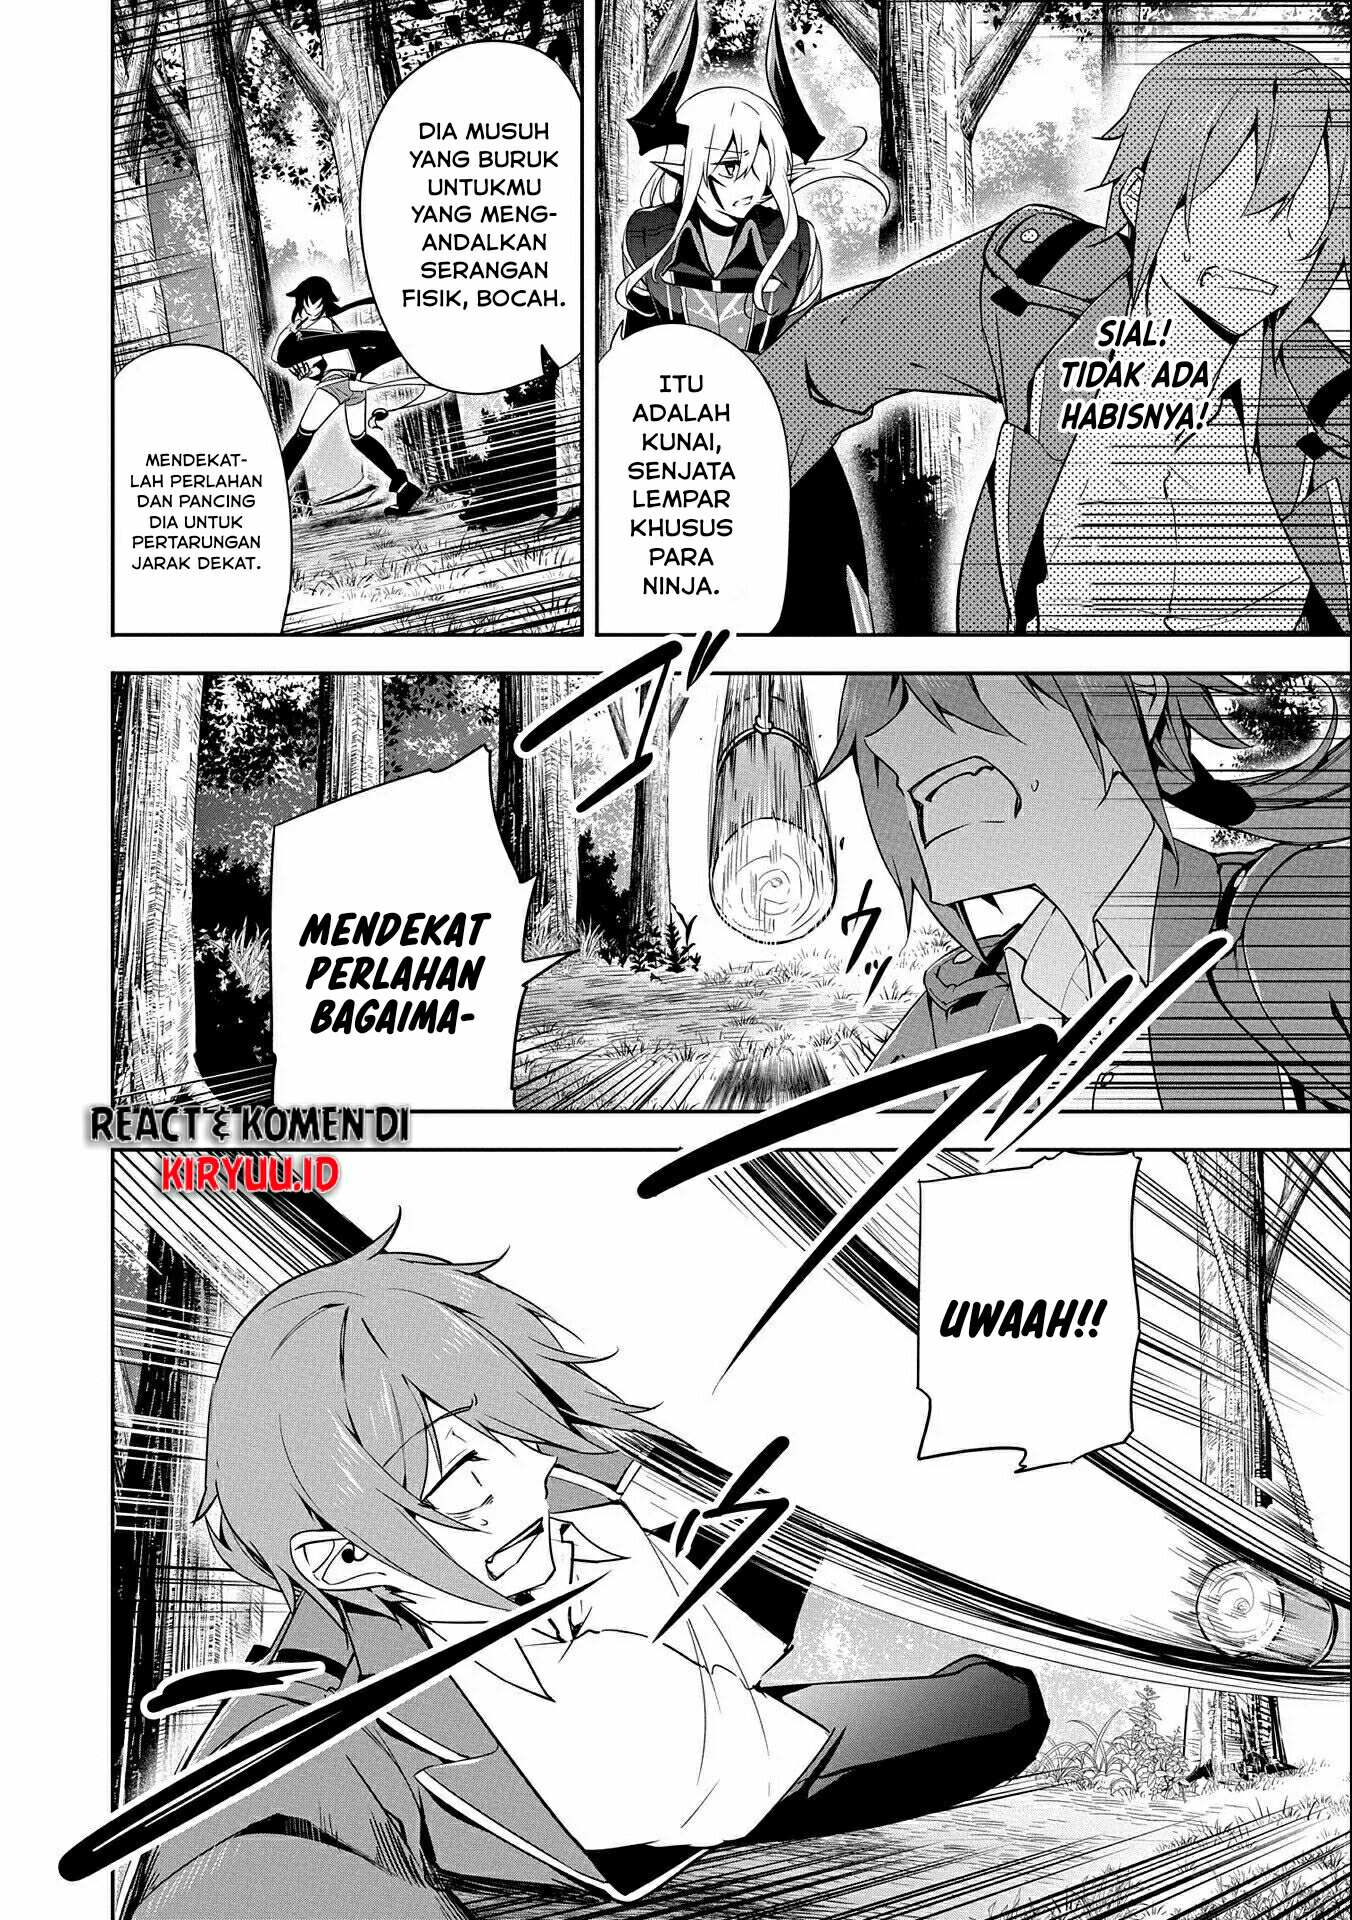 SIAL!
TIDAK ADA
HABISNYA!
ITU
ADALAH
KUNAI,
SENJATA
LEMPAR
KHUSUS
PARA
NINJA.
DIA MUSUH
YANG BURUK
UNTUKMU
YANG MENG-
ANDALKAN
SERANGAN
FISIK, BOCAH.
MENDEKAT-
LAH PERLAHAN
DAN PANCING
DIA UNTUK
PERTARUNGAN
JARAK DEKAT.
MENDEKAT
PERLAHAN
BAGAIMA-
REACT & KOMEN DI
KIRYUU.ID
UWAAH!!